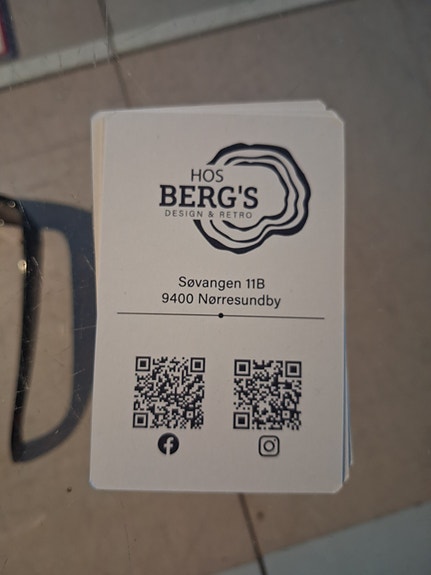 HOS
BERG'S
DESIGN & RETRO
Søvangen 11B
9400 Nørresundby